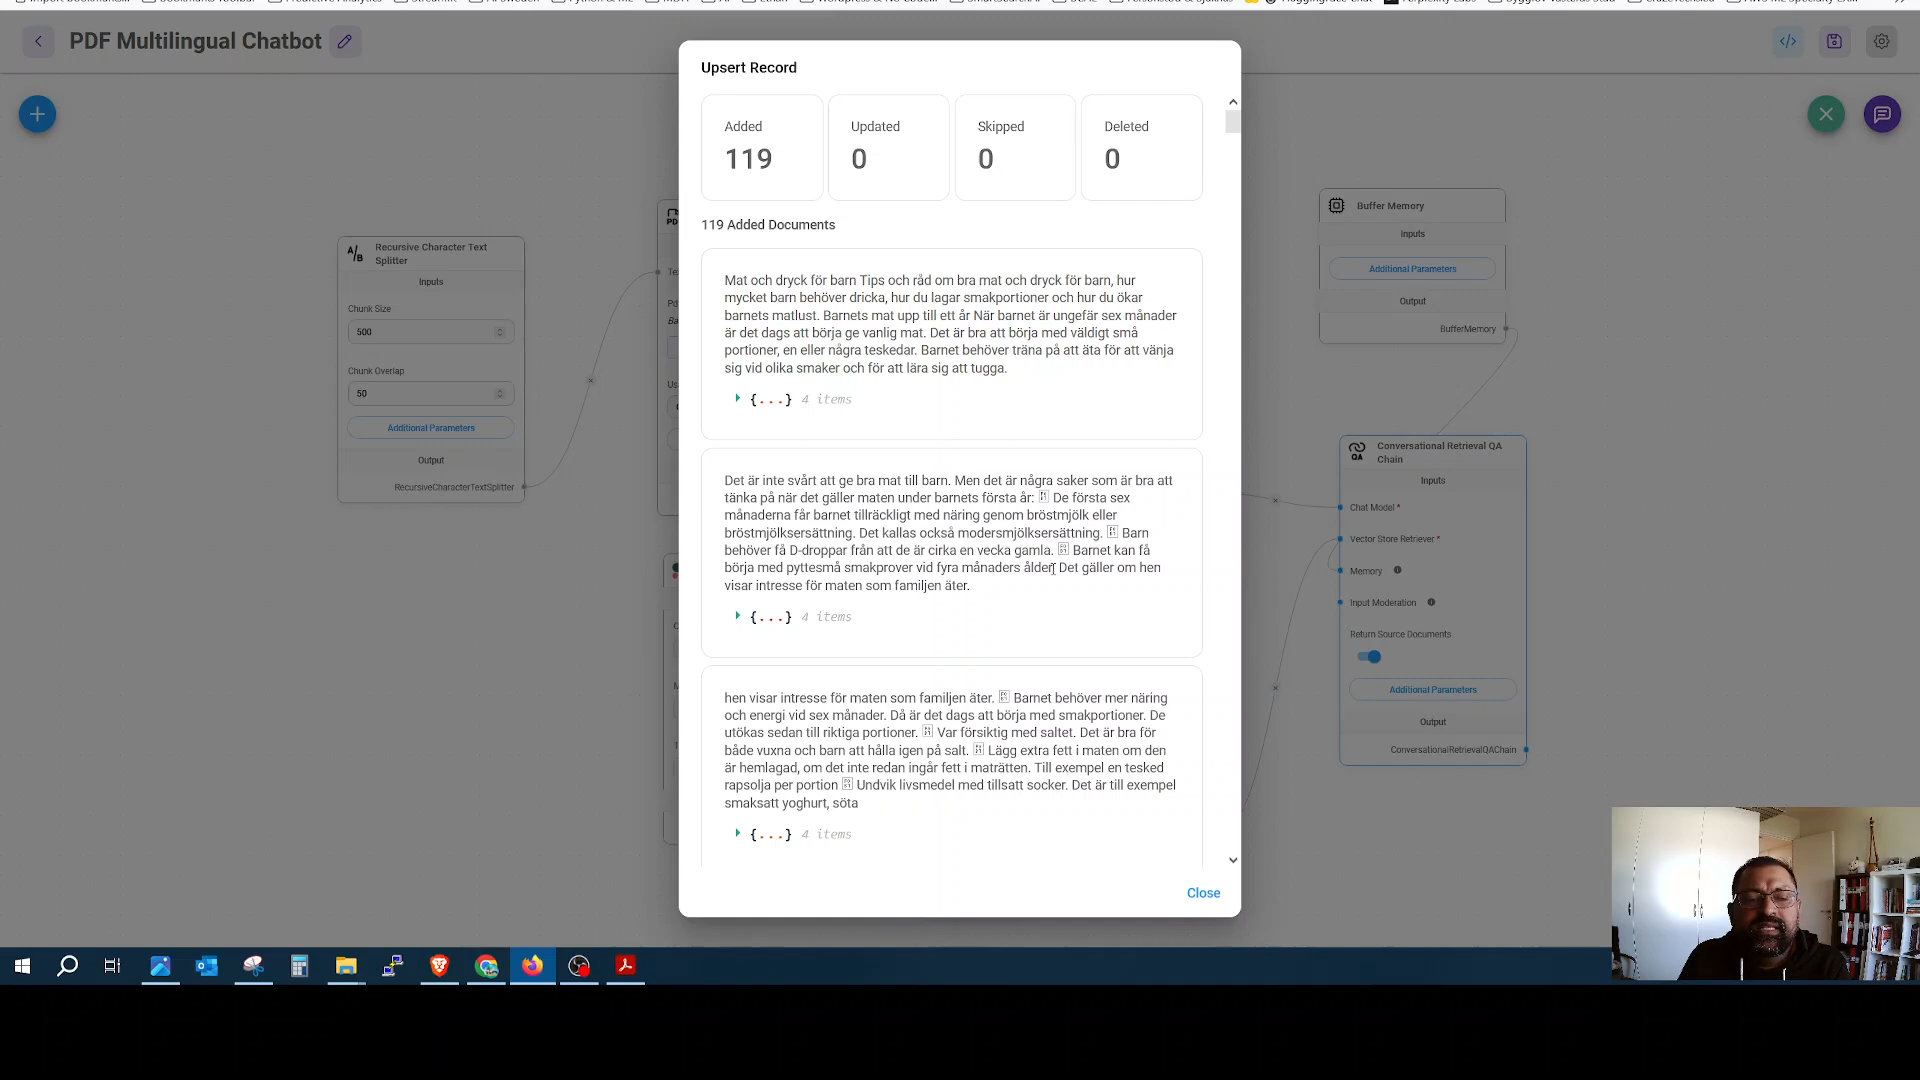 PDF Multilingual Chatbot
Upsert Record
Added
119
Updated
0
Skipped
0
Deleted
0
119 Added Documents
Mat och dryck för barn Tips och råd om bra mat och dryck för barn, hur
mycket barn behöver dricka, hur du lagar smakportioner och hur du ökar
barnets matlust. Barnets mat upp till ett år När barnet är ungefär sex månader
är det dags att börja ge vanlig mat. Det är bra att börja med väldigt små
portioner, en eller några teskedar. Barnet behöver träna på att äta för att vänja
sig vid olika smaker och för att lära sig att tugga.
{...} 4 items
Det är inte svårt att ge bra mat till barn. Men det är några saker som är bra att
tänka på när det gäller maten under barnets första år: De första sex
månaderna får barnet tillräckligt med näring genom bröstmjölk eller
bröstmjölksersättning. Det kallas också modersmjölksersättning. Barn
behöver få D-droppar från att de är cirka en vecka gamla. Barnet kan få
börja med pyttesmå smakprover vid fyra månaders ålder. Det gäller om hen
visar intresse för maten som familjen äter.
{...} 4 items
hen visar intresse för maten som familjen äter. Barnet behöver mer näring
och energi vid sex månader. Då är det dags att börja med smakportioner. De
utökas sedan till riktiga portioner. Var försiktig med saltet. Det är bra för
både vuxna och barn att hålla igen på salt. Lägg extra fett i maten om den
är hemlagad, om det inte redan ingår fett i maträtten. Till exempel en tesked
rapsolja per portion Undvik livsmedel med tillsatt socker. Det är till exempel
smaksatt yoghurt, söta
{...} 4 items
Close
A/B
Recursive Character Text
Splitter
Inputs
Chunk Size
500
Chunk Overlap
50
Additional Parameters
Output
RecursiveCharacterTextSplitter
Buffer Memory
Inputs
Additional Parameters
Output
BufferMemory
QA
Conversational Retrieval QA
Chain
Inputs
Chat Model *
Vector Store Retriever *
Memory
Input Moderation
Return Source Documents
Additional Parameters
Output
ConversationalRetrievalQAChain